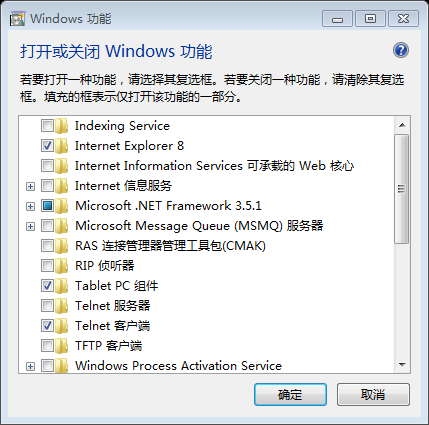 Windows 功能
打开或关闭 Windows 功能
若要打开一种功能，请选择其复选框。若要关闭一种功能，请清除其复选
框。填充的框表示仅打开该功能的一部分。
Indexing Service
Internet Explorer 8
Internet Information Services 可承载的 Web 核心
Internet 信息服务
Microsoft .NET Framework 3.5.1
Microsoft Message Queue (MSMQ) 服务器
RAS 连接管理器管理工具包(CMAK)
RIP 侦听器
Tablet PC 组件
Telnet 服务器
Telnet 客户端
TFTP 客户端
Windows Process Activation Service
确定 取消